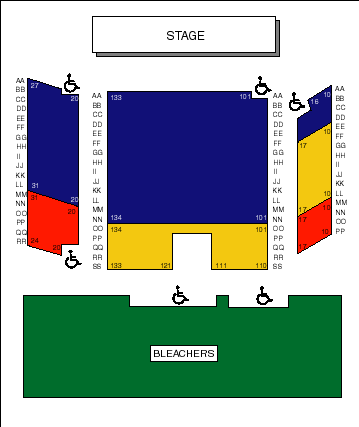 STAGE
AA
BB
CC
DD
EE
FF
GG
HH
II
JJ
KK
LL
MM
NN
OO
PP
QQ
RR
27
20
31
20
31
20
24
20
AA
BB
CC
DD
EE
FF
GG
HH
II
JJ
KK
LL
MM
NN
OO
PP
QQ
RR
SS
133 101
134 101
134 101
133 121 111 110
AA
BB
CC
DD
EE
FF
GG
HH
II
JJ
KK
LL
MM
NN
OO
PP
QQ
RR
SS
10
16
10
17
10
17
10
17
17
AA
BB
CC
DD
EE
FF
GG
HH
II
JJ
KK
LL
MM
NN
OO
PP
BLEACHERS